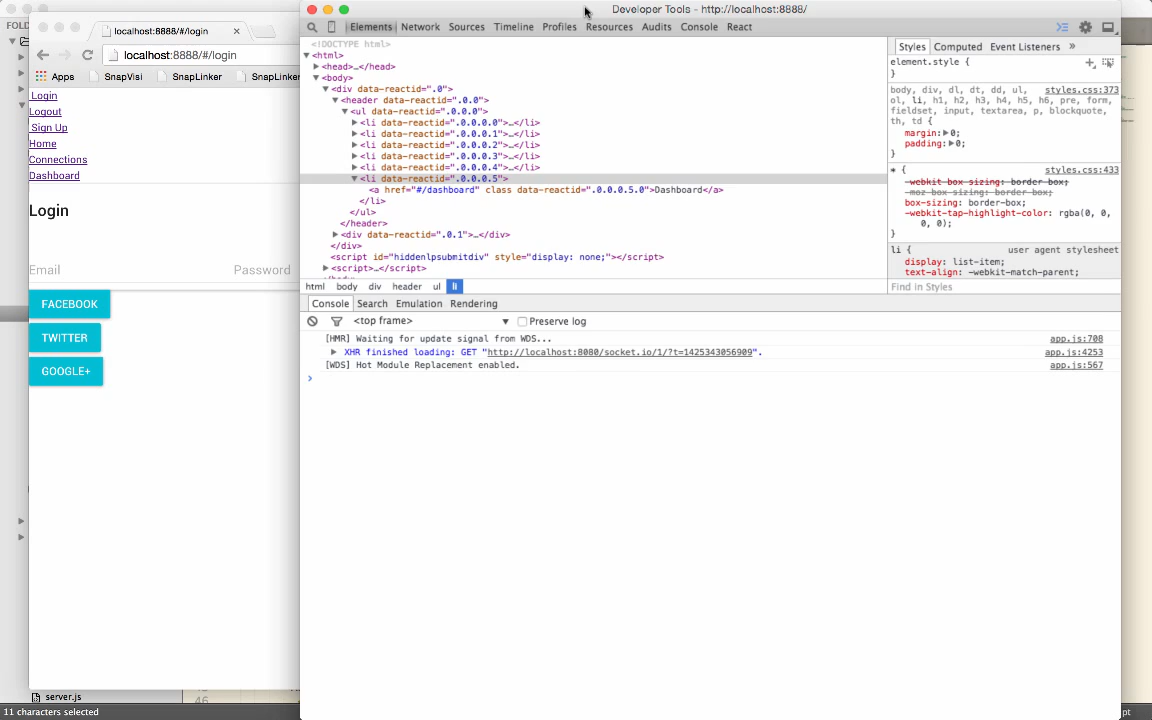 FOLD
localhost:8888/#/login
localhost:8888/#/login
Apps SnapVisi SnapLinker SnapLinker
Login
Logout
Sign Up
Home
Connections
Dashboard
Login
Email Password
FACEBOOK
TWITTER
GOOGLE+
server.js
46
11 characters selected
Developer Tools - http://localhost:8888/
Elements Network Sources Timeline Profiles Resources Audits Console React
<!DOCTYPE html>
<html>
<head>…</head>
<body>
<div data-reactid=".0">
<header data-reactid=".0.0">
<ul data-reactid=".0.0.0">
<li data-reactid=".0.0.0.0">…</li>
<li data-reactid=".0.0.0.1">…</li>
<li data-reactid=".0.0.0.2">…</li>
<li data-reactid=".0.0.0.3">…</li>
<li data-reactid=".0.0.0.4">…</li>
<li data-reactid=".0.0.0.5">
<a href="#/dashboard" class data-reactid=".0.0.0.5.0">Dashboard</a>
</li>
</ul>
</header>
<div data-reactid=".0.1">…</div>
</div>
<script id="hiddenlpsubmitdiv" style="display: none;"></script>
<script>…</script>
html body div header ul li
Styles Computed Event Listeners »
element.style {
}
body, div, dl, dt, dd, ul, styles.css:373
ol, li, h1, h2, h3, h4, h5, h6, pre, form,
fieldset, input, textarea, p, blockquote,
th, td {
margin: 0;
padding: 0;
}
* { styles.css:433
-webkit-box-sizing: border-box;
-moz-box-sizing: border-box;
box-sizing: border-box;
-webkit-tap-highlight-color: rgba(0, 0,
0, 0);
}
li { user agent stylesheet
display: list-item;
text-align: -webkit-match-parent;
Find in Styles
Console Search Emulation Rendering
<top frame> Preserve log
[HMR] Waiting for update signal from WDS... app.js:708
XHR finished loading: GET "http://localhost:8080/socket.io/1/?t=1425343056909". app.js:4253
[WDS] Hot Module Replacement enabled. app.js:567
pt